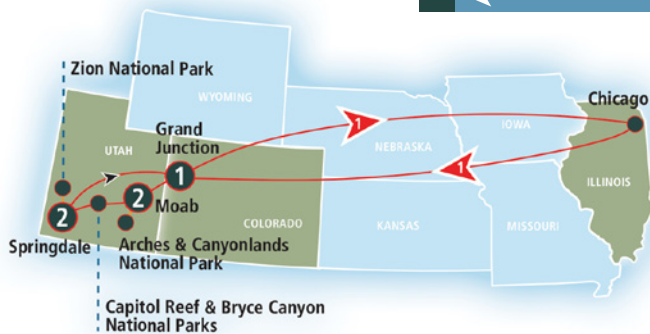 Zion National Park
WYOMING
Chicago
Grand
Junction
1
NEBRASKA
IOWA
UTAH
1
1
ILLINOIS
2
Moab
2
COLORADO
KANSAS
MISSOURI
Springdale
Arches & Canyonlands
National Park
Capitol Reef & Bryce Canyon
National Parks